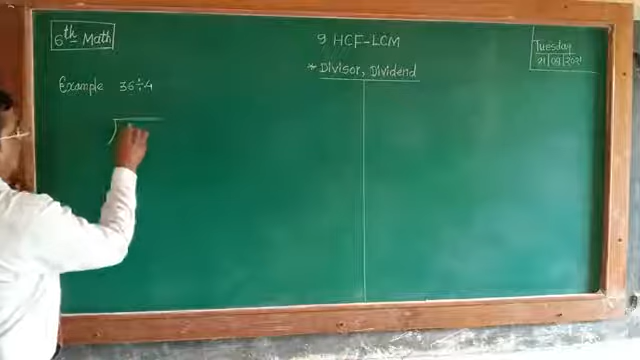 6th Math
9 HCF-LCM
Tuesday
21/09/2021
* Divisor, Dividend
Example 36÷4